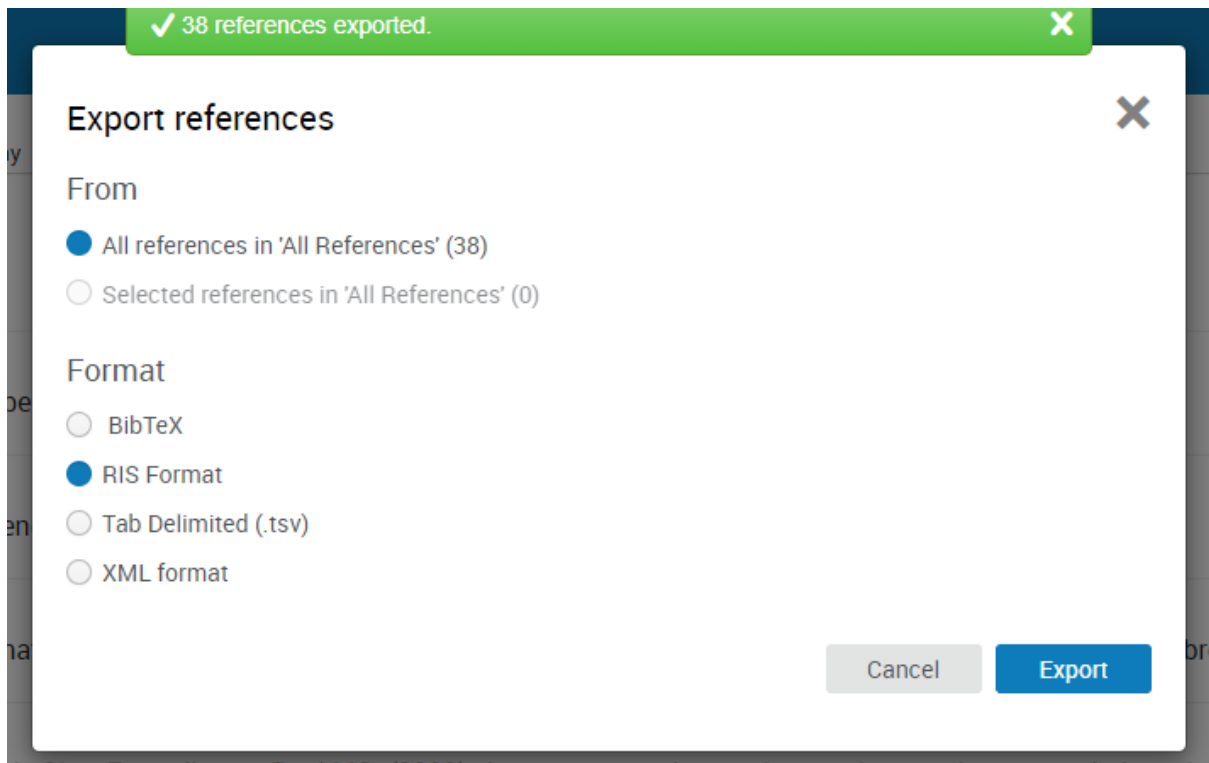 38 references exported.
Export references
From
All references in 'All References' (38)
Selected references in 'All References' (0)
Format
BibTeX
RIS Format
Tab Delimited (.tsv)
XML format
Cancel
Export